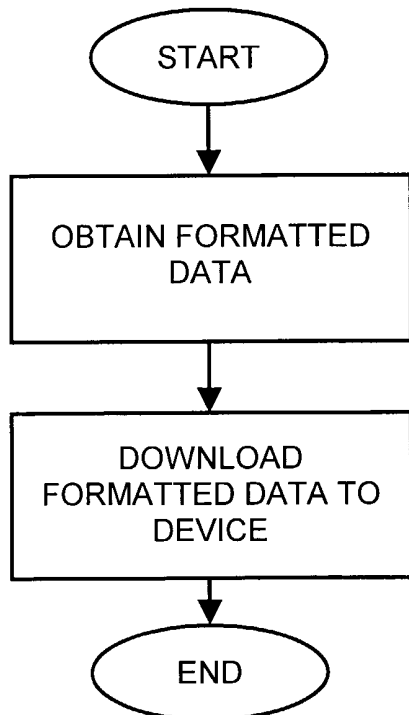 START
OBTAIN FORMATTED
DATA
DOWNLOAD
FORMATTED DATA TO
DEVICE
END